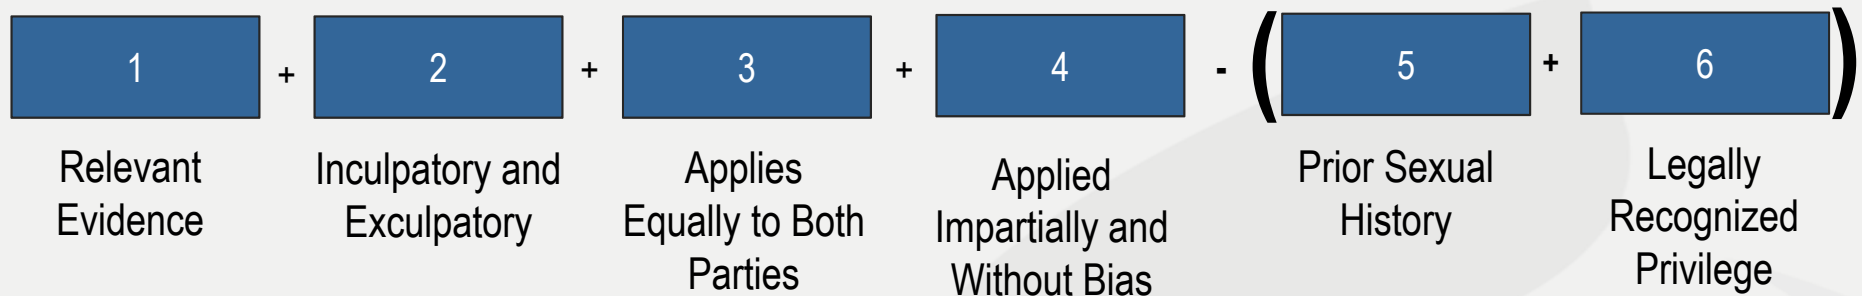 1 + 2 + 3 + 4 - ( 5 + 6 )
Relevant
Evidence
Inculpatory and
Exculpatory
Applies
Equally to Both
Parties
Applied
Impartially and
Without Bias
Prior Sexual
History
Legally
Recognized
Privilege